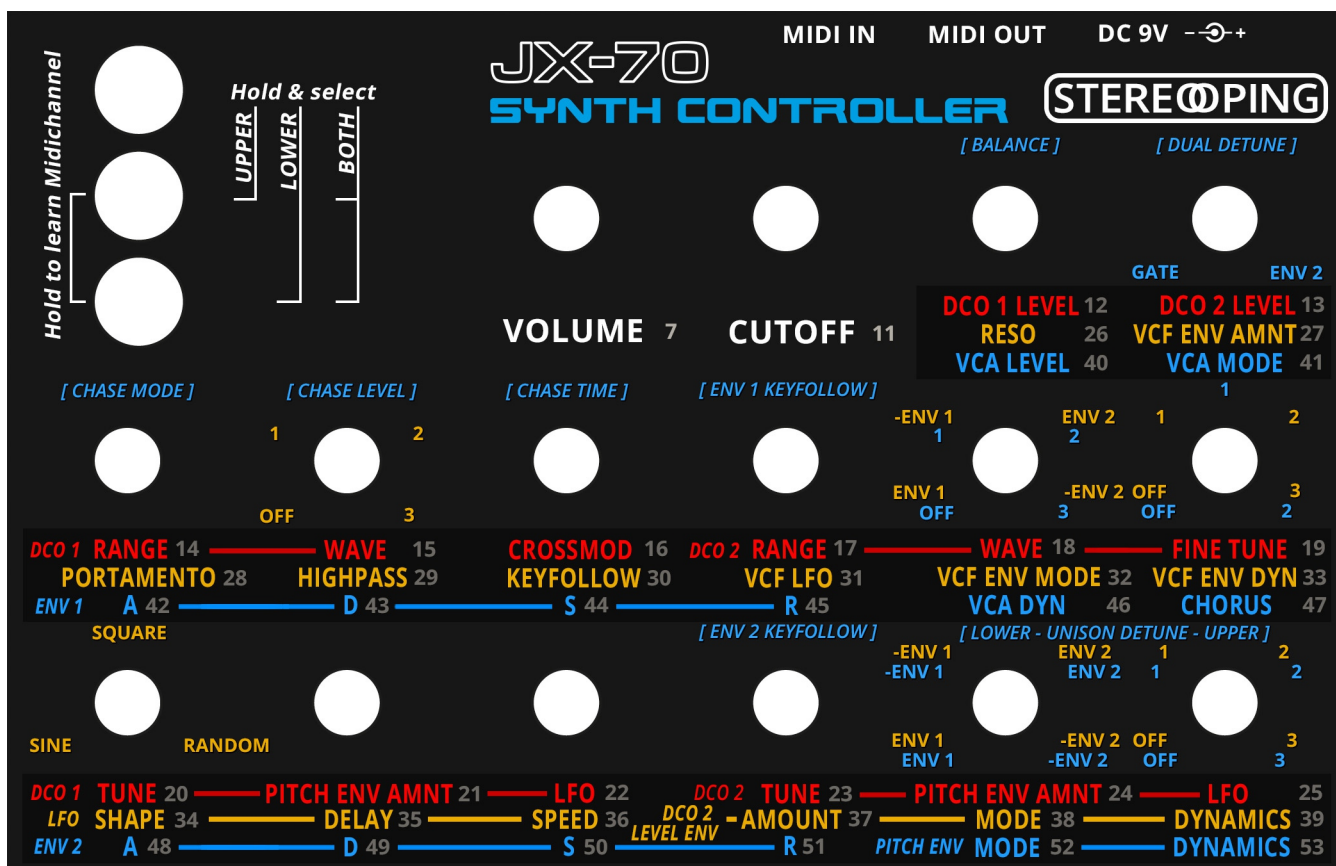 MIDI IN MIDI OUT DC 9V - +
JX-70
SYNTH CONTROLLER
STEREOOPING
Hold to learn Midichannel
Hold & select
UPPER
LOWER
BOTH
[ BALANCE ] [ DUAL DETUNE ]
GATE ENV 2
VOLUME 7 CUTOFF 11
DCO 1 LEVEL 12 DCO 2 LEVEL 13
RESO 26 VCF ENV AMNT 27
VCA LEVEL 40 VCA MODE 41
[ CHASE MODE ] [ CHASE LEVEL ] [ CHASE TIME ] [ ENV 1 KEYFOLLOW ]
1
1 2 -ENV 1 ENV 2 1 2
1 2
OFF 3 ENV 1 -ENV 2 OFF 3
OFF 3 OFF 2
DCO 1 RANGE 14 WAVE 15 CROSSMOD 16 DCO 2 RANGE 17 WAVE 18 FINE TUNE 19
PORTAMENTO 28 HIGHPASS 29 KEYFOLLOW 30 VCF LFO 31 VCF ENV MODE 32 VCF ENV DYN 33
ENV 1 A 42 D 43 S 44 R 45 VCA DYN 46 CHORUS 47
SQUARE [ ENV 2 KEYFOLLOW ] [ LOWER - UNISON DETUNE - UPPER ]
-ENV 1 ENV 2 1 2
-ENV 1 ENV 2 1 2
SINE RANDOM ENV 1 -ENV 2 OFF 3
ENV 1 -ENV 2 OFF 3
DCO 1 TUNE 20 PITCH ENV AMNT 21 LFO 22 DCO 2 TUNE 23 PITCH ENV AMNT 24 LFO 25
LFO SHAPE 34 DELAY 35 SPEED 36 DCO 2 LEVEL ENV AMOUNT 37 MODE 38 DYNAMICS 39
ENV 2 A 48 D 49 S 50 R 51 PITCH ENV MODE 52 DYNAMICS 53